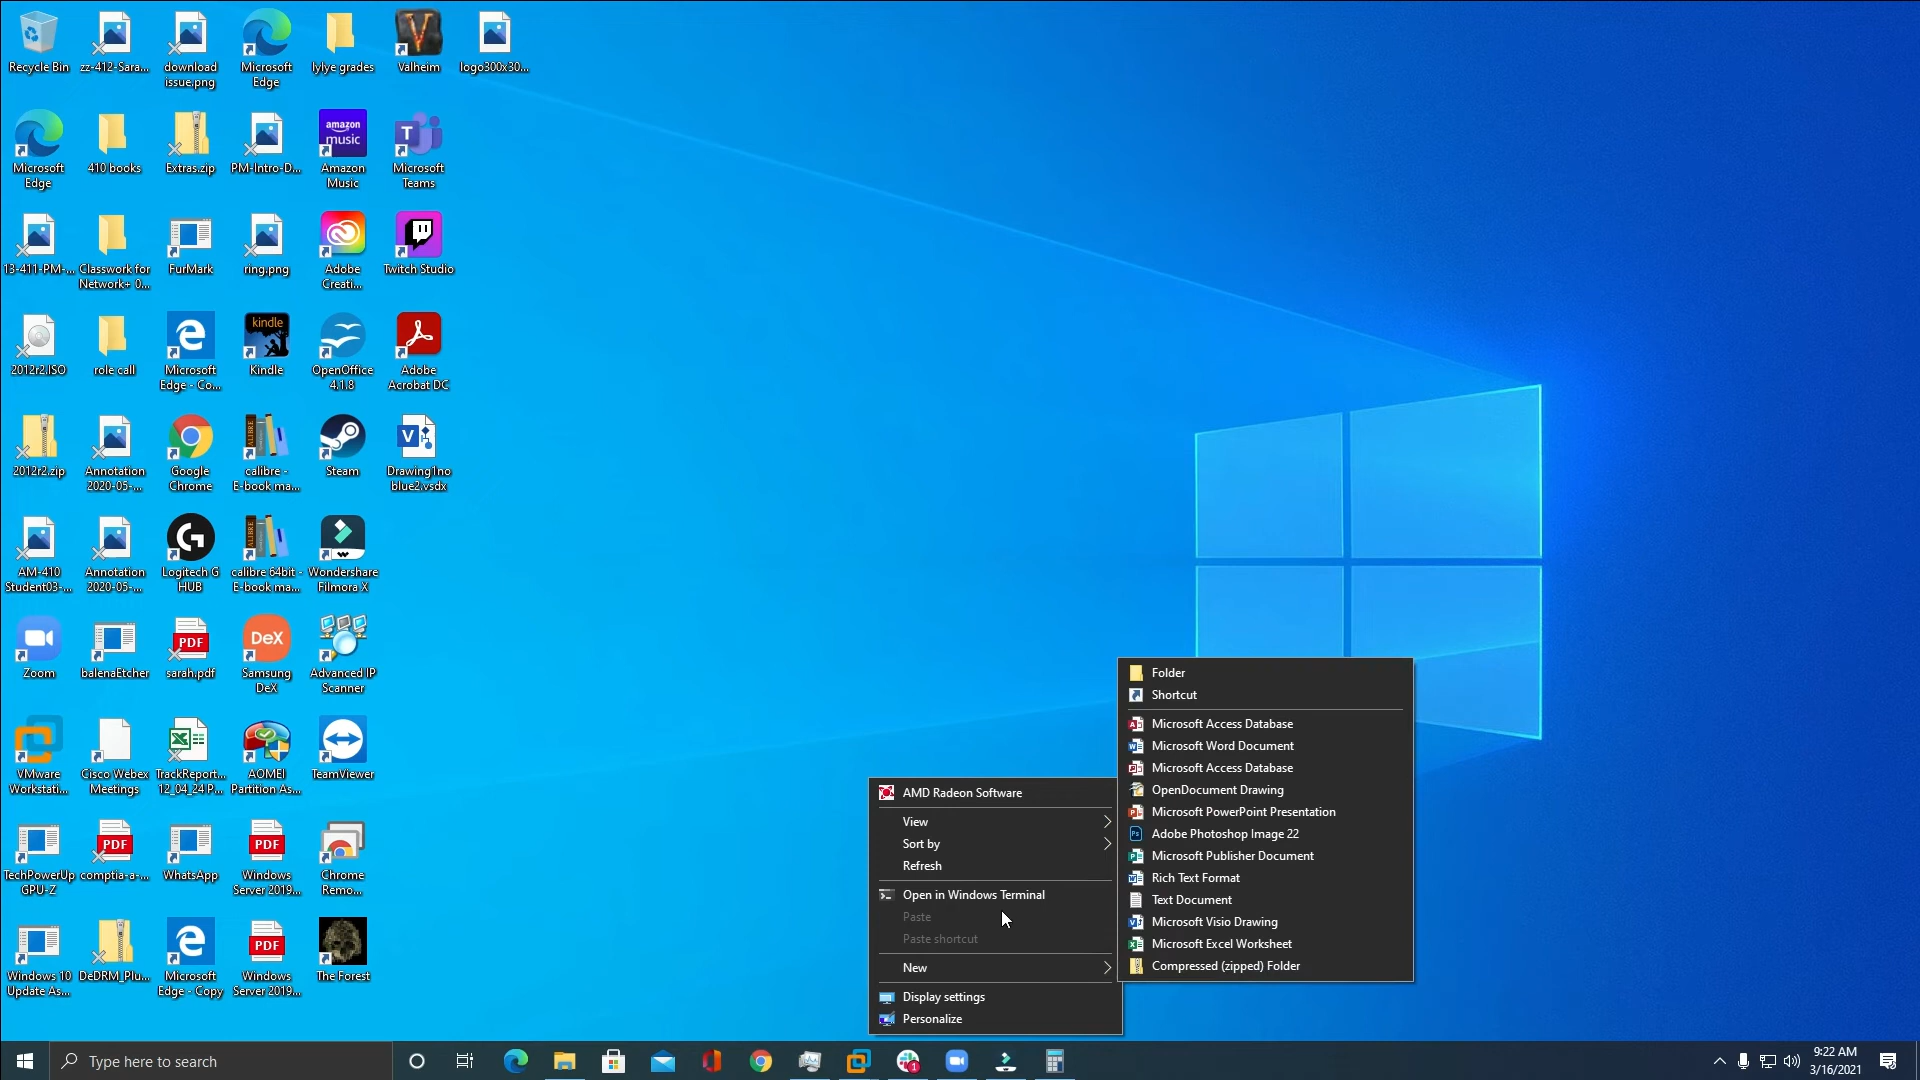 Recycle Bin
zz-412-Sara...
download
issue.png
Microsoft
Edge
lylye grades
Valheim
logo300x30...
Microsoft
Edge
410 books
Extras.zip
PM-Intro-D...
amazon
music
Amazon
Music
Microsoft
Teams
13-411-PM-...
Classwork for
Network+ 0...
FurMark
ring.png
Adobe
Creati...
Twitch Studio
2012r2.ISO
role call
Microsoft
Edge - Co...
kindle
Kindle
OpenOffice
4.1.8
Adobe
Acrobat DC
2012r2.zip
Annotation
2020-05-...
Google
Chrome
calibre -
E-book ma...
Steam
Drawing1no
blue2.vsdx
AM-410
Student03-...
Annotation
2020-05-...
Logitech G
HUB
calibre 64bit -
E-book ma...
Wondershare
Filmora X
Zoom
balenaEtcher
PDF
sarah.pdf
DeX
Samsung
DeX
Advanced IP
Scanner
VMware
Workstati...
Cisco Webex
Meetings
TrackReport...
12_04_24 P...
AOMEI
Partition As...
TeamViewer
TechPowerUp
GPU-Z
PDF
comptia-a-...
WhatsApp
PDF
Windows
Server 2019...
Chrome
Remo...
Windows 10
Update As...
DeDRM_Plu...
Microsoft
Edge - Copy
PDF
Windows
Server 2019...
The Forest
AMD Radeon Software
View
Sort by
Refresh
Open in Windows Terminal
Paste
Paste shortcut
New
Display settings
Personalize
Folder
Shortcut
Microsoft Access Database
Microsoft Word Document
Microsoft Access Database
OpenDocument Drawing
Microsoft PowerPoint Presentation
Adobe Photoshop Image 22
Microsoft Publisher Document
Rich Text Format
Text Document
Microsoft Visio Drawing
Microsoft Excel Worksheet
Compressed (zipped) Folder
Type here to search
9:22 AM
3/16/2021